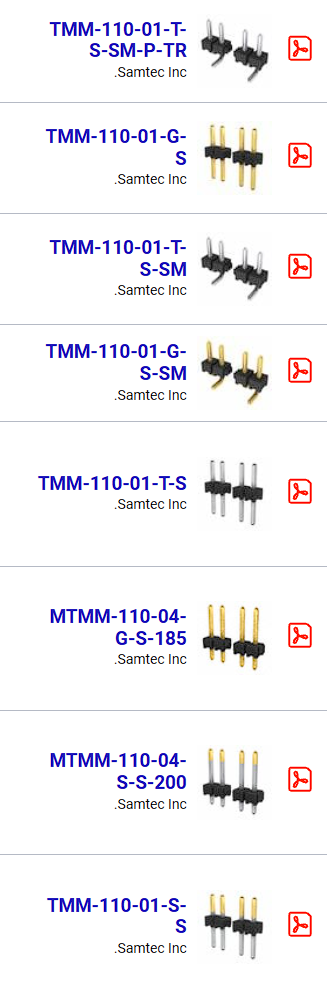 TMM-110-01-T-
S-SM-P-TR
.Samtec Inc
TMM-110-01-G-
S
.Samtec Inc
TMM-110-01-T-
S-SM
.Samtec Inc
TMM-110-01-G-
S-SM
.Samtec Inc
TMM-110-01-T-S
.Samtec Inc
MTMM-110-04-
G-S-185
.Samtec Inc
MTMM-110-04-
S-S-200
.Samtec Inc
TMM-110-01-S-
S
.Samtec Inc